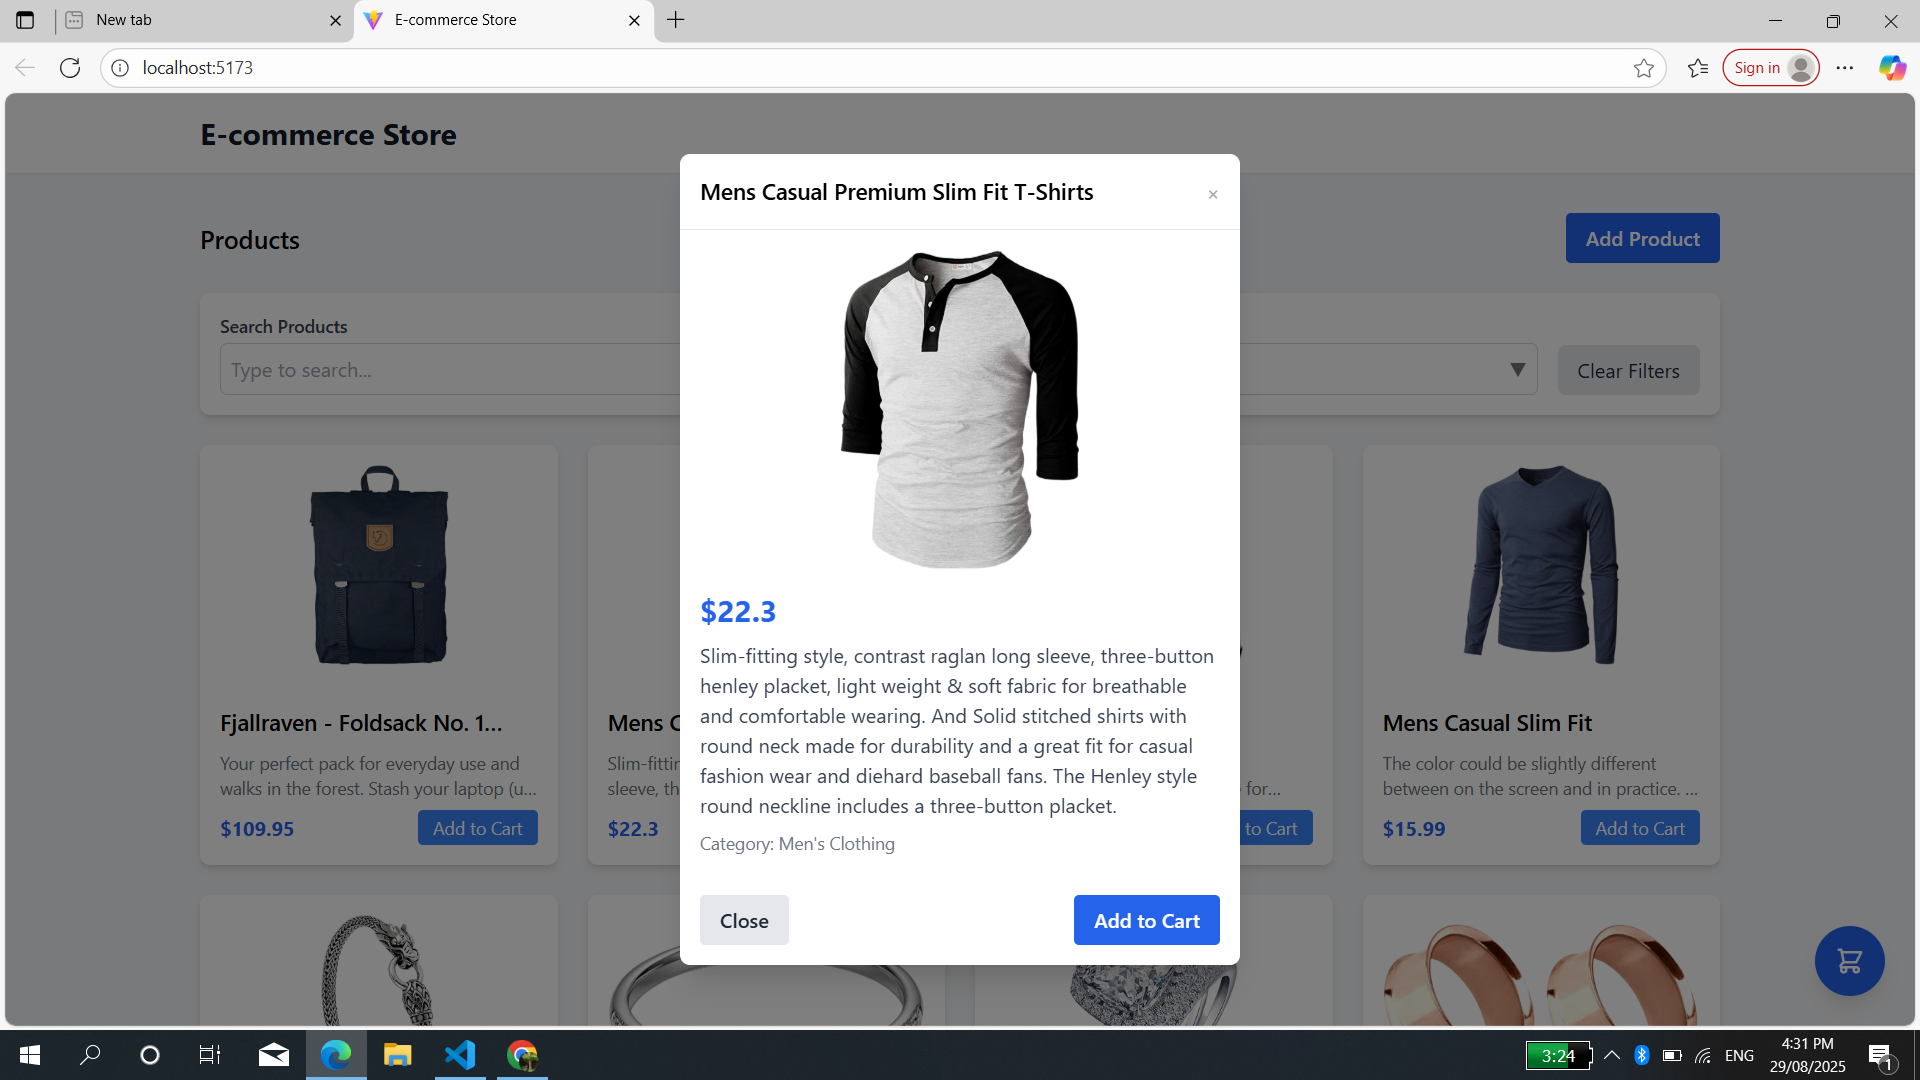 New tab
E-commerce Store
localhost:5173
Sign in
E-commerce Store
Mens Casual Premium Slim Fit T-Shirts
×
Products
Add Product
Search Products
Type to search...
Clear Filters
$22.3
Slim-fitting style, contrast raglan long sleeve, three-button
henley placket, light weight & soft fabric for breathable
and comfortable wearing. And Solid stitched shirts with
round neck made for durability and a great fit for casual
fashion wear and diehard baseball fans. The Henley style
round neckline includes a three-button placket.
Category: Men's Clothing
Close
Add to Cart
Fjallraven - Foldsack No. 1...
Your perfect pack for everyday use and
walks in the forest. Stash your laptop (u...
$109.95
Add to Cart
Mens C
Slim-fittin
sleeve, th
$22.3
for...
to Cart
Mens Casual Slim Fit
The color could be slightly different
between on the screen and in practice. ...
$15.99
Add to Cart
3:24
ENG
4:31 PM
29/08/2025
1